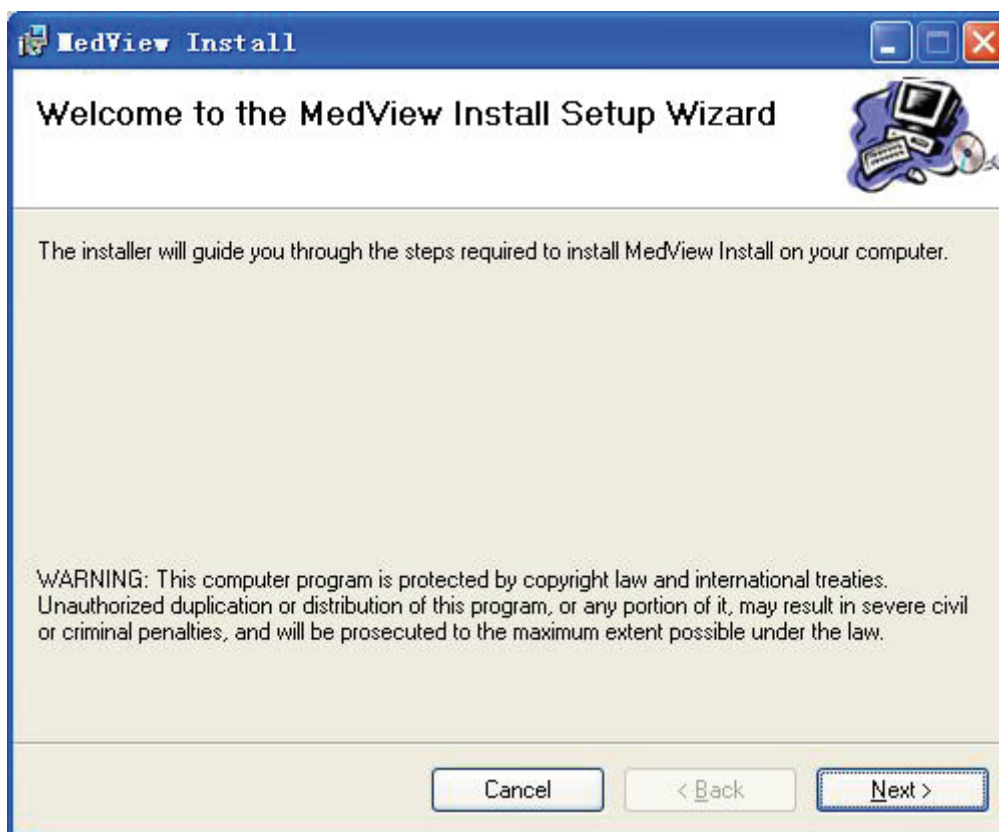 MedView Install
Welcome to the MedView Install Setup Wizard
The installer will guide you through the steps required to install MedView Install on your computer.
WARNING: This computer program is protected by copyright law and international treaties.
Unauthorized duplication or distribution of this program, or any portion of it, may result in severe civil
or criminal penalties, and will be prosecuted to the maximum extent possible under the law.
Cancel < Back Next >